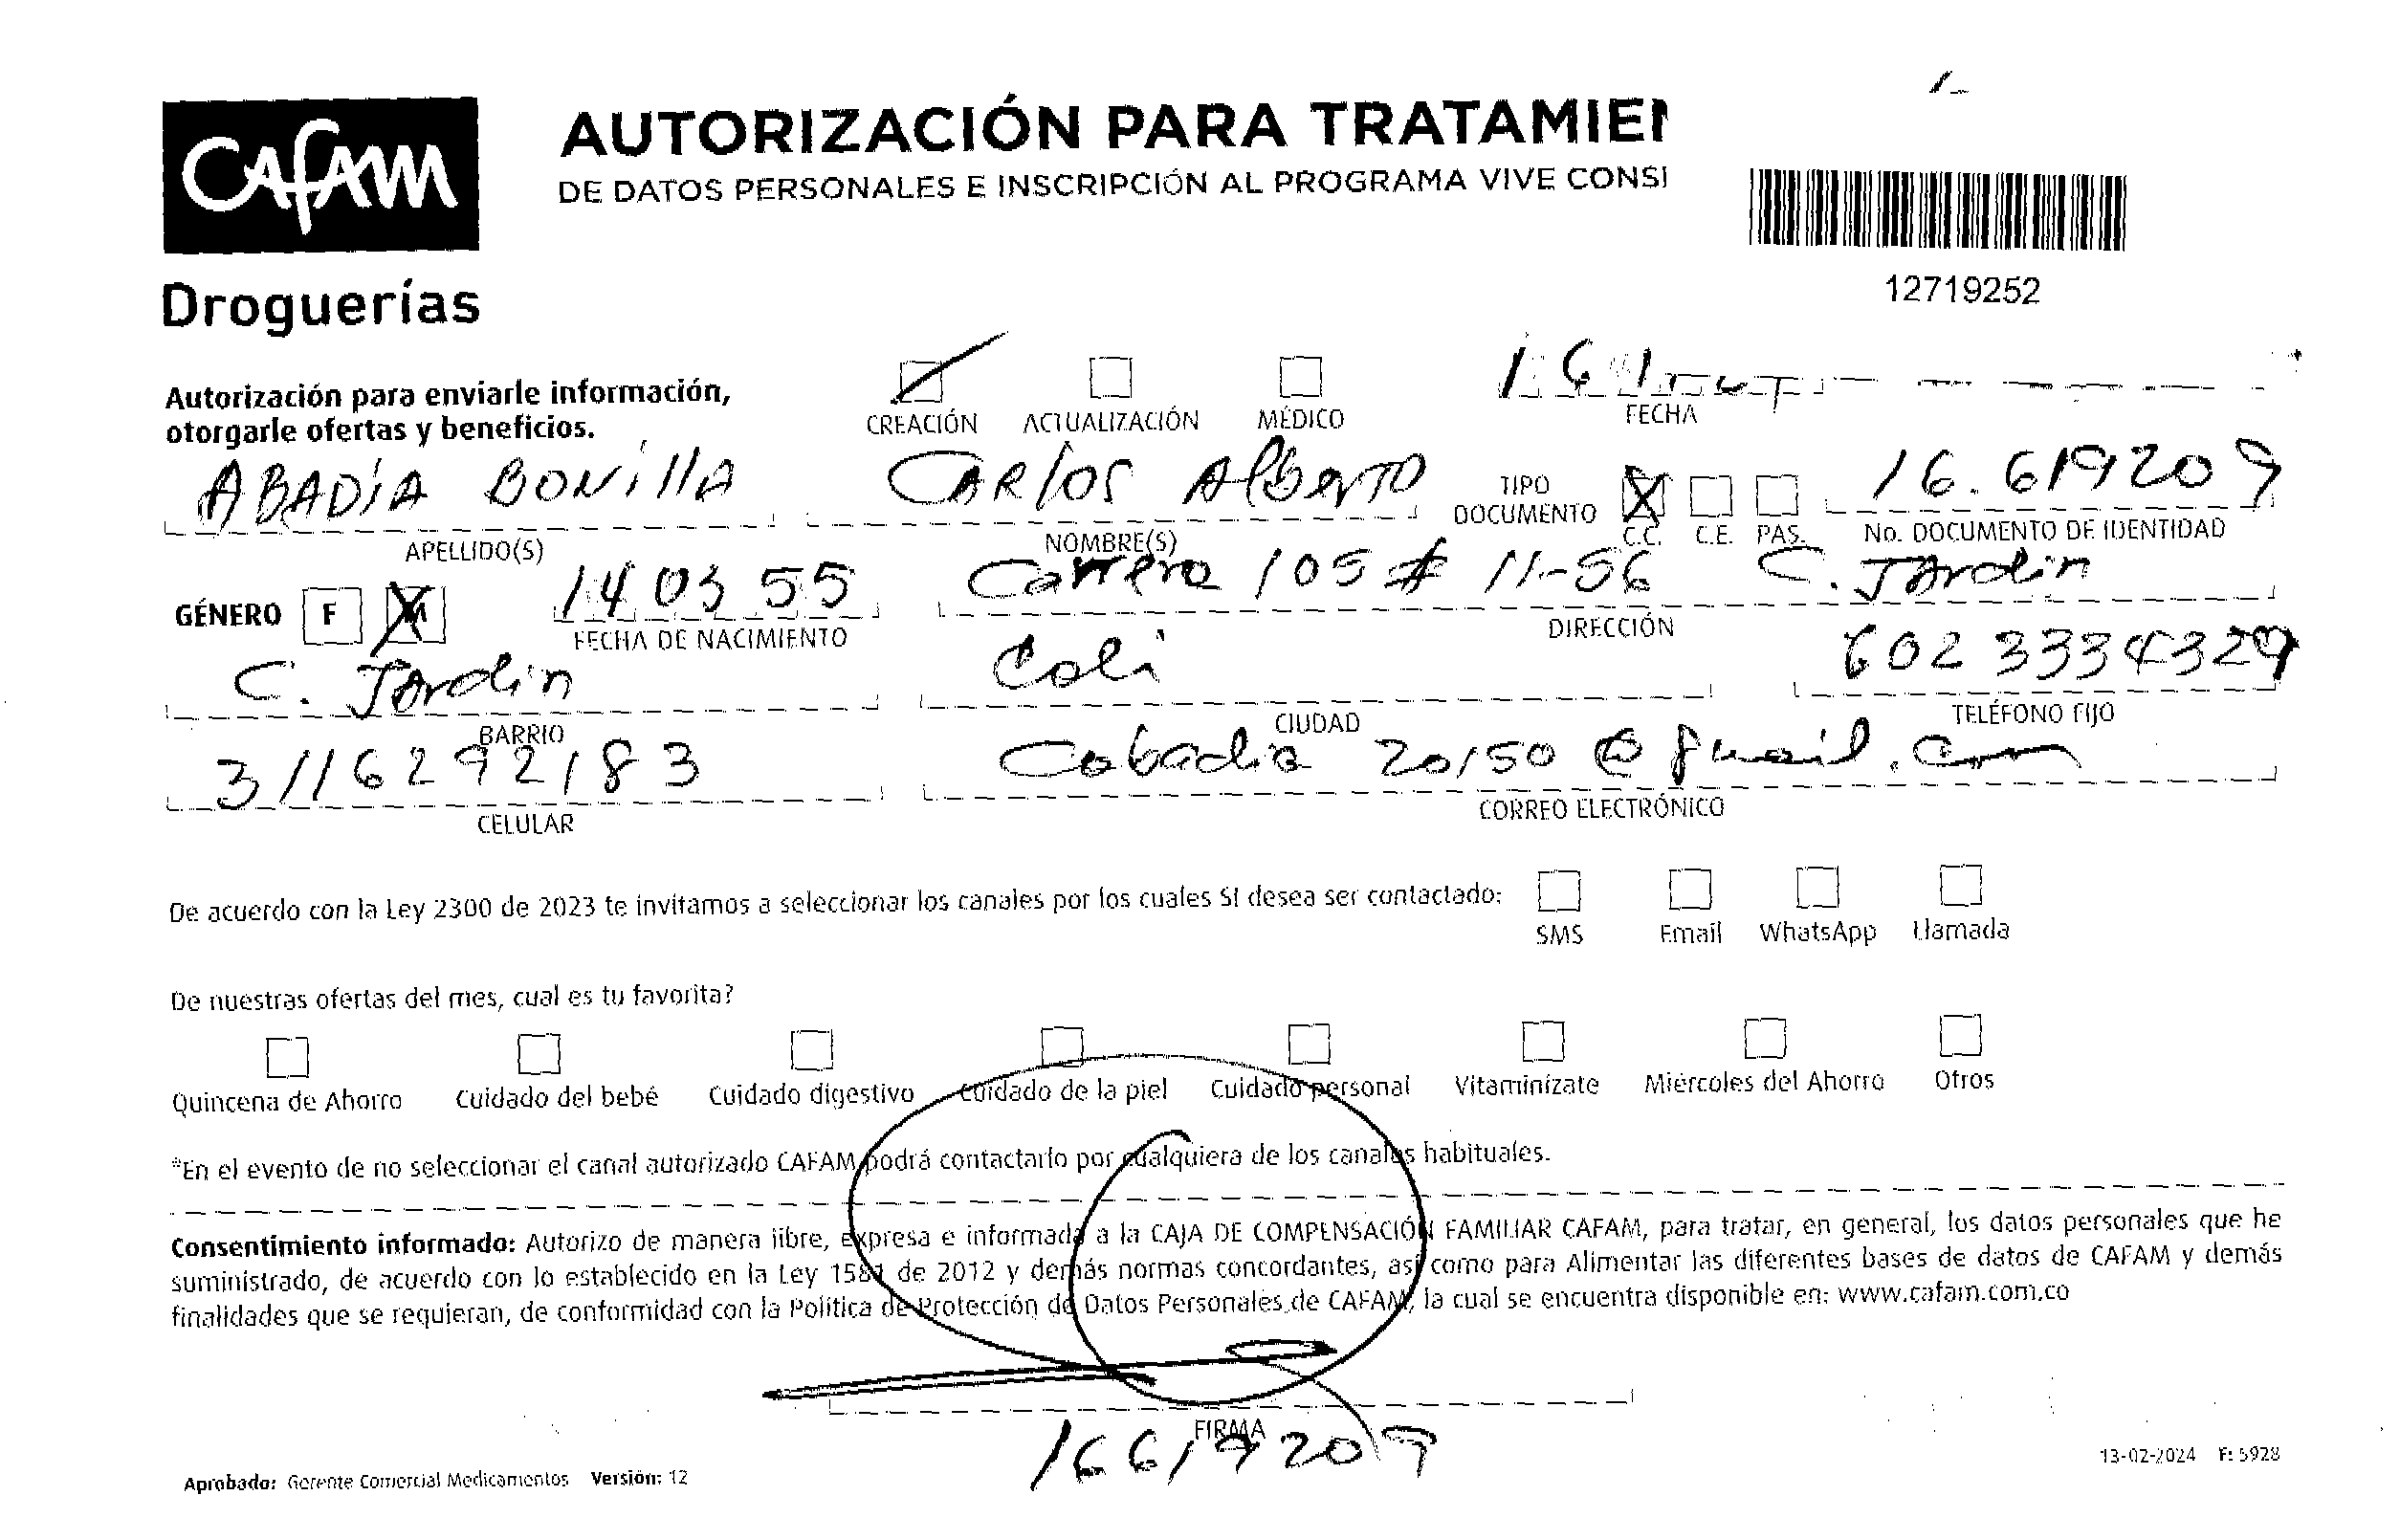 CAFAM
Droguerías
AUTORIZACIÓN PARA TRATAMIE
DE DATOS PERSONALES E INSCRIPCIÓN AL PROGRAMA VIVE CONSI
12719252
Autorización para enviarle información,
otorgarle ofertas y beneficios.
CREACIÓN ACTUALIZACIÓN MÉDICO
FECHA
ABADÍA BONILLA CARLOS AlbERTO
TIPO DOCUMENTO
C.C. C.E. PAS.
16.619209
APELLIDO(S) NOMBRE(S) No. DOCUMENTO DE IDENTIDAD
GÉNERO F M 140355 Carrera 105 # 11-56 C. JARdin
FECHA DE NACIMIENTO DIRECCIÓN
C. JARdin Cali 602 3334329
BARRIO CIUDAD TELÉFONO FIJO
3116292183 Cabadia 20150@gmail.com
CELULAR CORREO ELECTRÓNICO
De acuerdo con la Ley 2300 de 2023 te invitamos a seleccionar los canales por los cuales SI desea ser contactado:
SMS Email WhatsApp Llamada
De nuestras ofertas del mes, cual es tu favorita?
Quincena de Ahorro Cuidado del bebé Cuidado digestivo Cuidado de la piel Cuidado personal Vitaminízate Miércoles del Ahorro Otros
*En el evento de no seleccionar el canal autorizado CAFAM podrá contactarlo por cualquiera de los canales habituales.
Consentimiento informado: Autorizo de manera libre, expresa e informada a la CAJA DE COMPENSACIÓN FAMILIAR CAFAM, para tratar, en general, los datos personales que he
suministrado, de acuerdo con lo establecido en la Ley 1581 de 2012 y demás normas concordantes, así como para Alimentar las diferentes bases de datos de CAFAM y demás
finalidades que se requieran, de conformidad con la Política de Protección de Datos Personales de CAFAM, la cual se encuentra disponible en: www.cafam.com.co
FIRMA
16619209
Aprobado: Gerente Comercial Medicamentos Versión: 12
13-02-2024 F: 5928